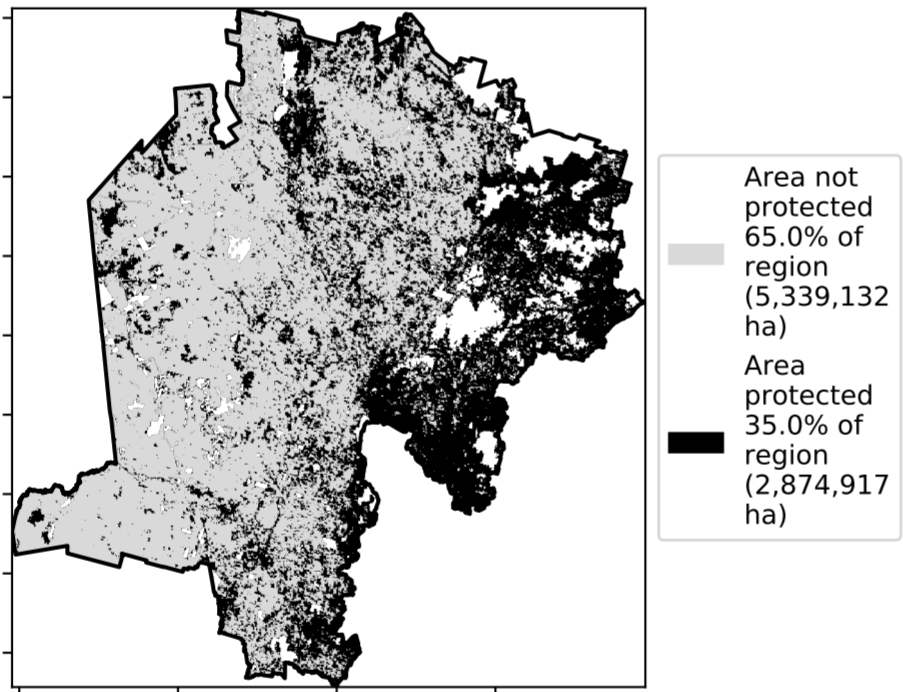 Area not
protected
65.0% of
region
(5,339,132
ha)
Area
protected
35.0% of
region
(2,874,917
ha)